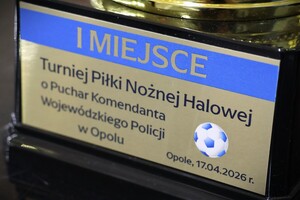 I MIEJSCE
Turniej Piłki Nożnej Halowej
o Puchar Komendanta
Wojewódzkiego Policji
w Opolu
Opole, 17.04.2026 r.